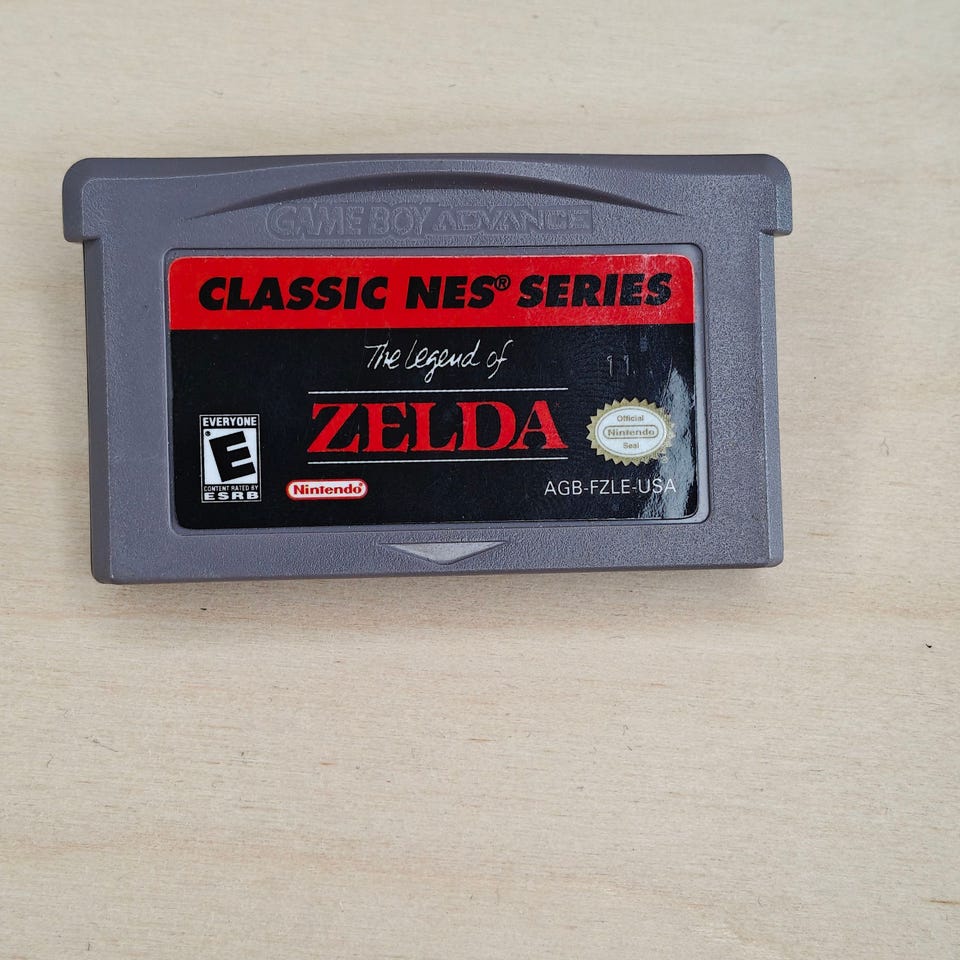 GAME BOY ADVANCE
CLASSIC NES® SERIES
The Legend of
11
ZELDA
EVERYONE
E
CONTENT RATED BY
ESRB
Nintendo®
Official
Nintendo
Seal
AGB-FZLE-USA